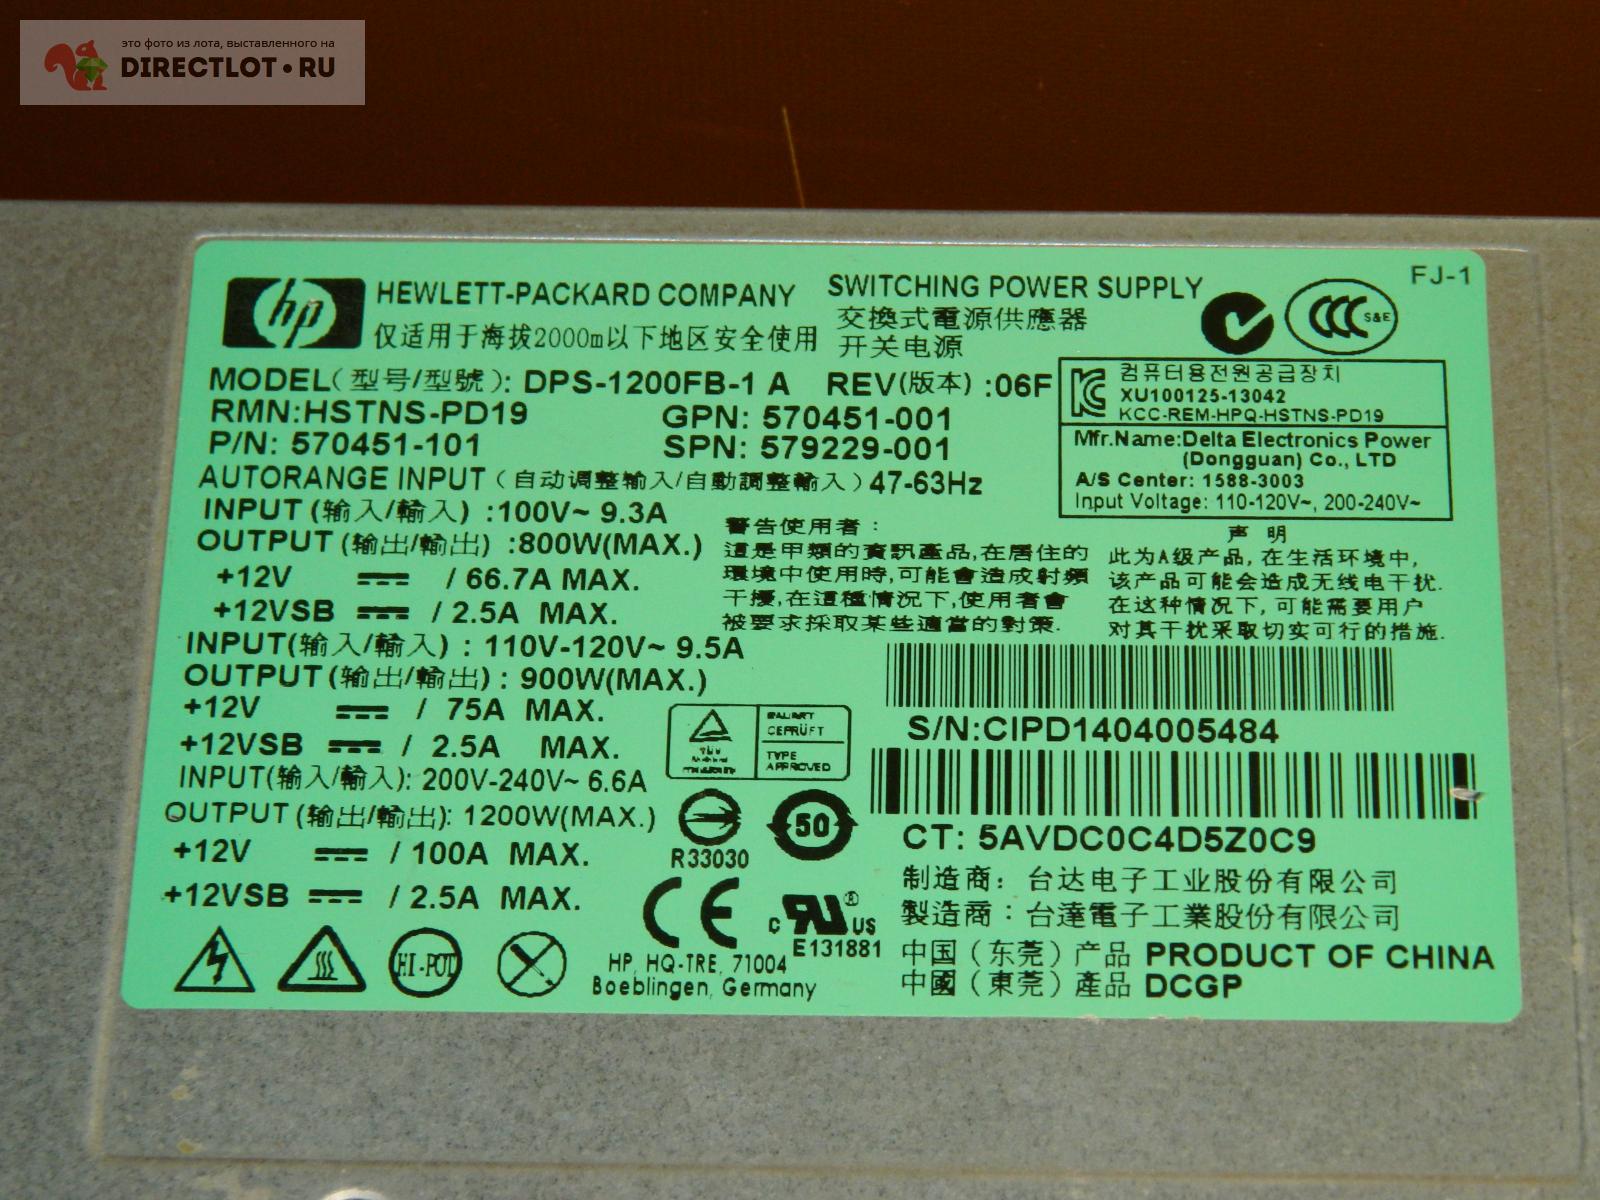 это фото из лота, выставленного на
DIRECTLOT.RU
FJ-1
hp HEWLETT-PACKARD COMPANY
仅适用于海拔2000m以下地区安全使用
SWITCHING POWER SUPPLY
交換式電源供應器
开关电源
CCC S&E
MODEL(型号/型號): DPS-1200FB-1 A REV(版本):06F
RMN:HSTNS-PD19 GPN: 570451-001
P/N: 570451-101 SPN: 579229-001
AUTORANGE INPUT (自动调整输入/自動調整輸入) 47-63Hz
컴퓨터용전원공급장치
XU100125-13042
KCC-REM-HPQ-HSTNS-PD19
Mfr.Name:Delta Electronics Power
(Dongguan) Co., LTD
A/S Center: 1588-3003
Input Voltage: 110-120V~, 200-240V~
INPUT (输入/輸入) :100V~ 9.3A
OUTPUT (输出/輸出) :800W(MAX.)
+12V / 66.7A MAX.
+12VSB / 2.5A MAX.
INPUT(输入/輸入) : 110V-120V~ 9.5A
OUTPUT (输出/輸出) : 900W(MAX.)
+12V / 75A MAX.
+12VSB / 2.5A MAX.
INPUT(输入/輸入): 200V-240V~ 6.6A
OUTPUT (输出/輸出): 1200W(MAX.)
+12V / 100A MAX.
+12VSB / 2.5A MAX.
警告使用者:
這是甲類的資訊產品,在居住的
環境中使用時,可能會造成射頻
干擾,在這種情况下,使用者會
被要求採取某些適當的對策.
声 明
此为A级产品, 在生活环境中,
该产品可能会造成无线电干扰.
在这种情况下, 可能需要用户
对其干扰采取切实可行的措施.
S/N:CIPD1404005484
CT: 5AVDC0C4D5Z0C9
BAUART
GEPRÜFT
TYPE
APPROVED
R33030
50
CE
c RU ® US
E131881
HI-POT
HP, HQ-TRE, 71004
Boeblingen, Germany
制造商: 台达电子工业股份有限公司
製造商: 台達電子工業股份有限公司
中国(东莞)产品 PRODUCT OF CHINA
中國(東莞)產品 DCGP